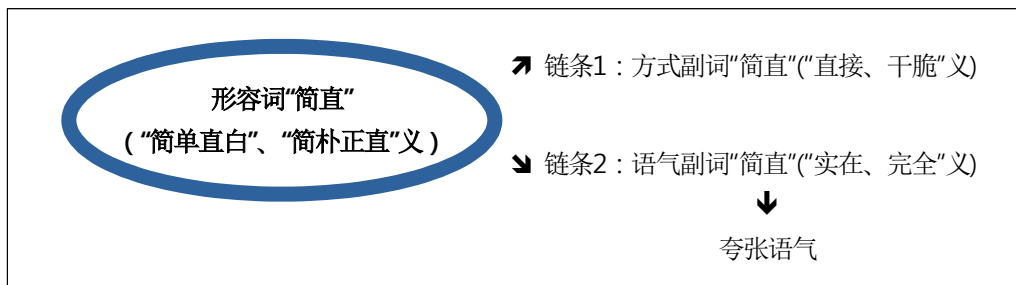 形容词“简直”
（“简单直白”、“简朴正直”义）
↗ 链条1：方式副词“简直”(“直接、干脆”义)
↘ 链条2：语气副词“简直”(“实在、完全”义)
↓
夸张语气